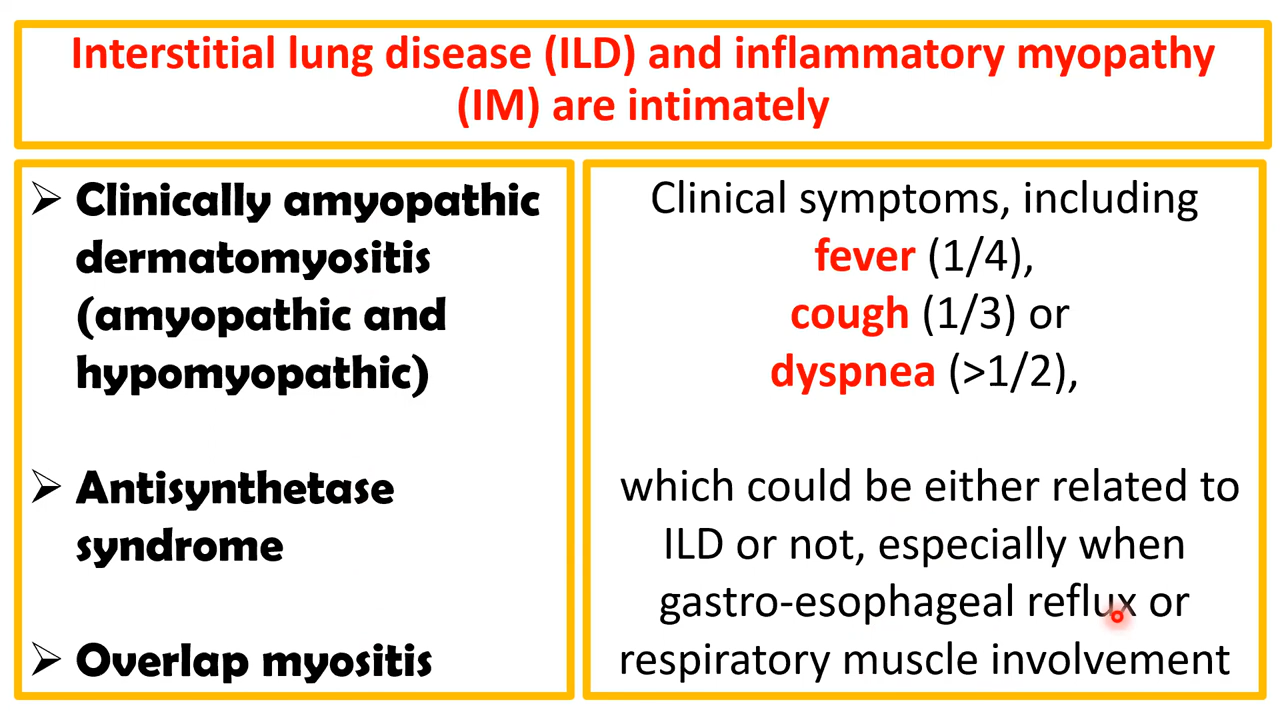 Interstitial lung disease (ILD) and inflammatory myopathy
(IM) are intimately
➢ Clinically amyopathic
dermatomyositis
(amyopathic and
hypomyopathic)
➢ Antisynthetase
syndrome
➢ Overlap myositis
Clinical symptoms, including
fever (1/4),
cough (1/3) or
dyspnea (>1/2),
which could be either related to
ILD or not, especially when
gastro-esophageal reflux or
respiratory muscle involvement